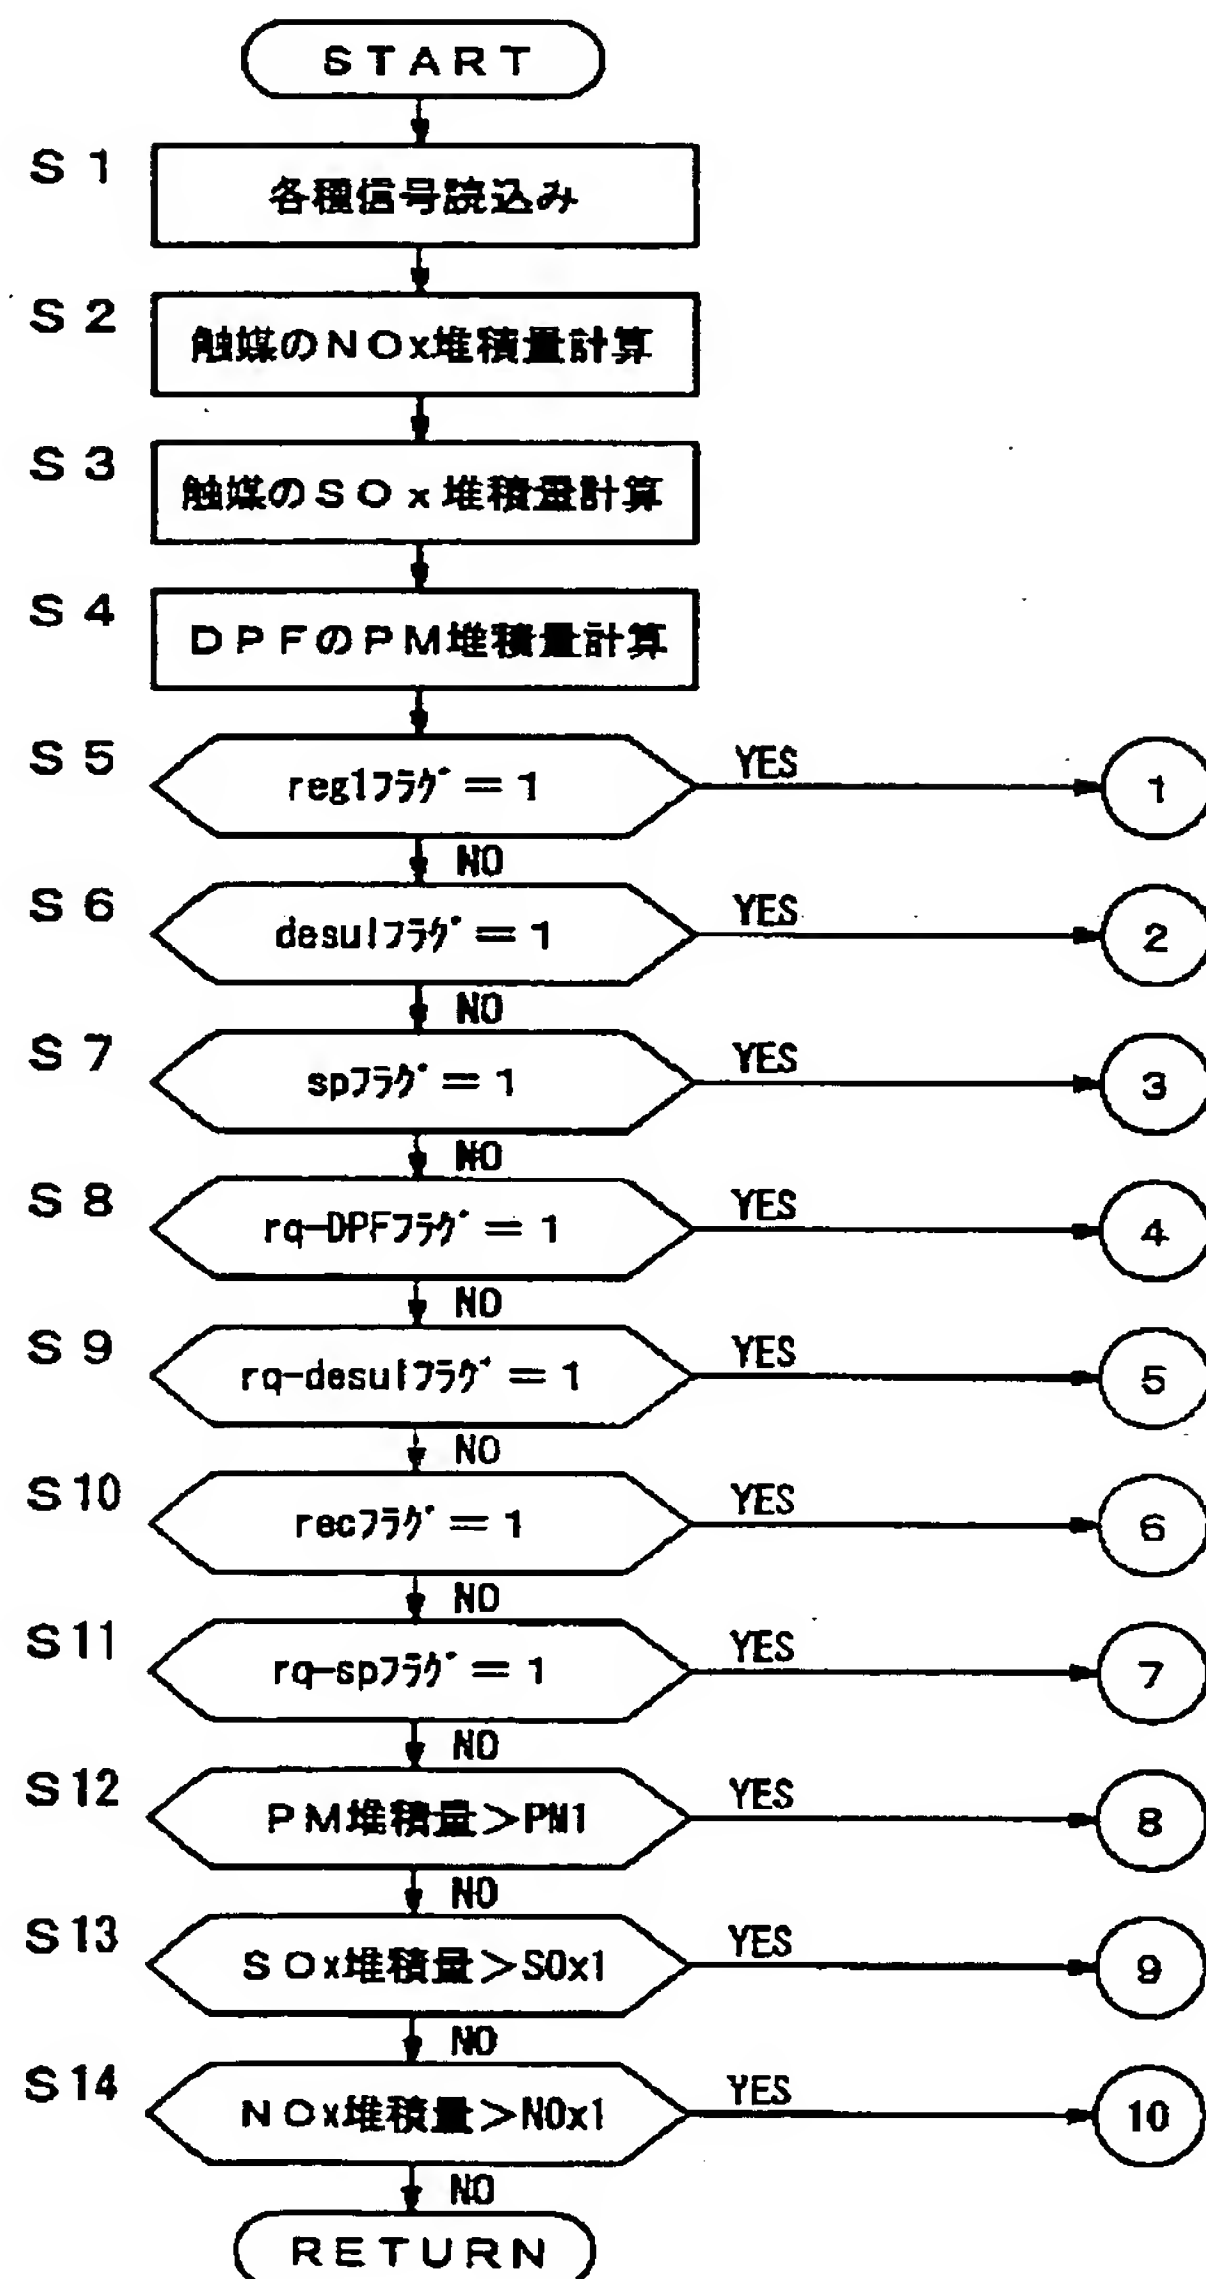 START
S1
各種信号読込み
S2
触媒のNOx堆積量計算
S3
触媒のSOx堆積量計算
S4
DPFのPM堆積量計算
S5
reg1フラグ=1
YES
1
NO
S6
desulフラグ=1
YES
2
NO
S7
spフラグ=1
YES
3
NO
S8
rq-DPFフラグ=1
YES
4
NO
S9
rq-desulフラグ=1
YES
5
NO
S10
recフラグ=1
YES
6
NO
S11
rq-spフラグ=1
YES
7
NO
S12
PM堆積量>PM1
YES
8
NO
S13
SOx堆積量>SOx1
YES
9
NO
S14
NOx堆積量>NOx1
YES
10
NO
RETURN